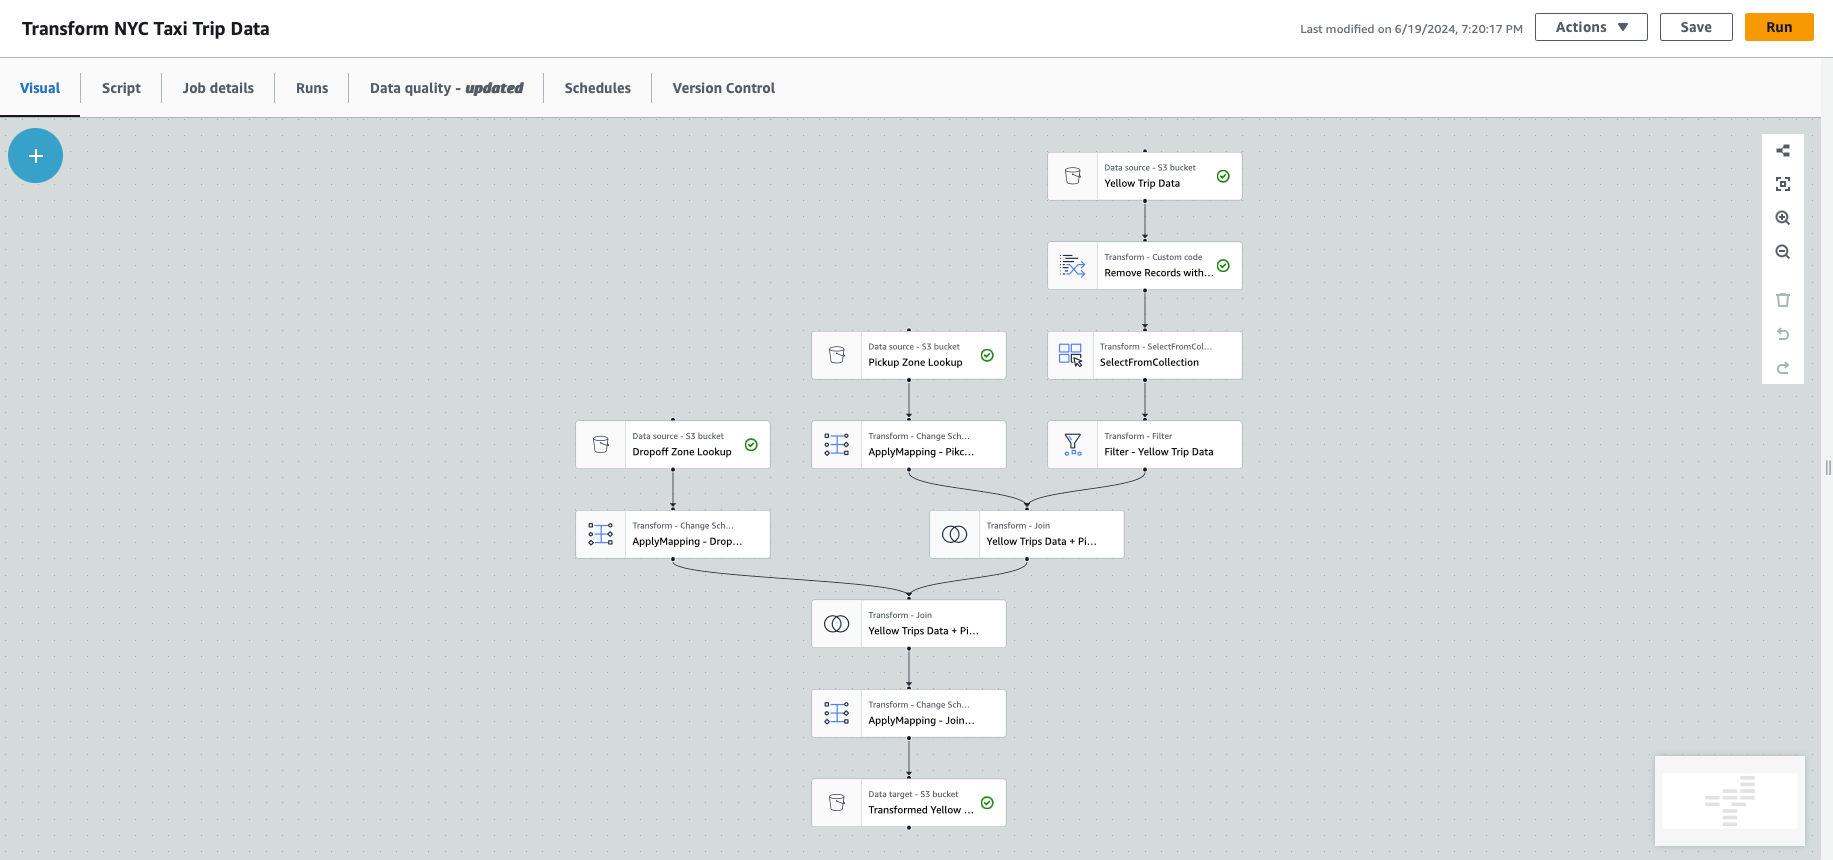 Transform NYC Taxi Trip Data
Last modified on 6/19/2024, 7:20:17 PM
Actions
Save
Run
Visual
Script
Job details
Runs
Data quality - updated
Schedules
Version Control
Data source - S3 bucket
Yellow Trip Data
Transform - Custom code
Remove Records with...
Data source - S3 bucket
Pickup Zone Lookup
Transform - SelectFromCol...
SelectFromCollection
Data source - S3 bucket
Dropoff Zone Lookup
Transform - Change Sch...
ApplyMapping - Pikc...
Transform - Filter
Filter - Yellow Trip Data
Transform - Change Sch...
ApplyMapping - Drop...
Transform - Join
Yellow Trips Data + Pi...
Transform - Join
Yellow Trips Data + Pi...
Transform - Change Sch...
ApplyMapping - Join...
Data target - S3 bucket
Transformed Yellow ...